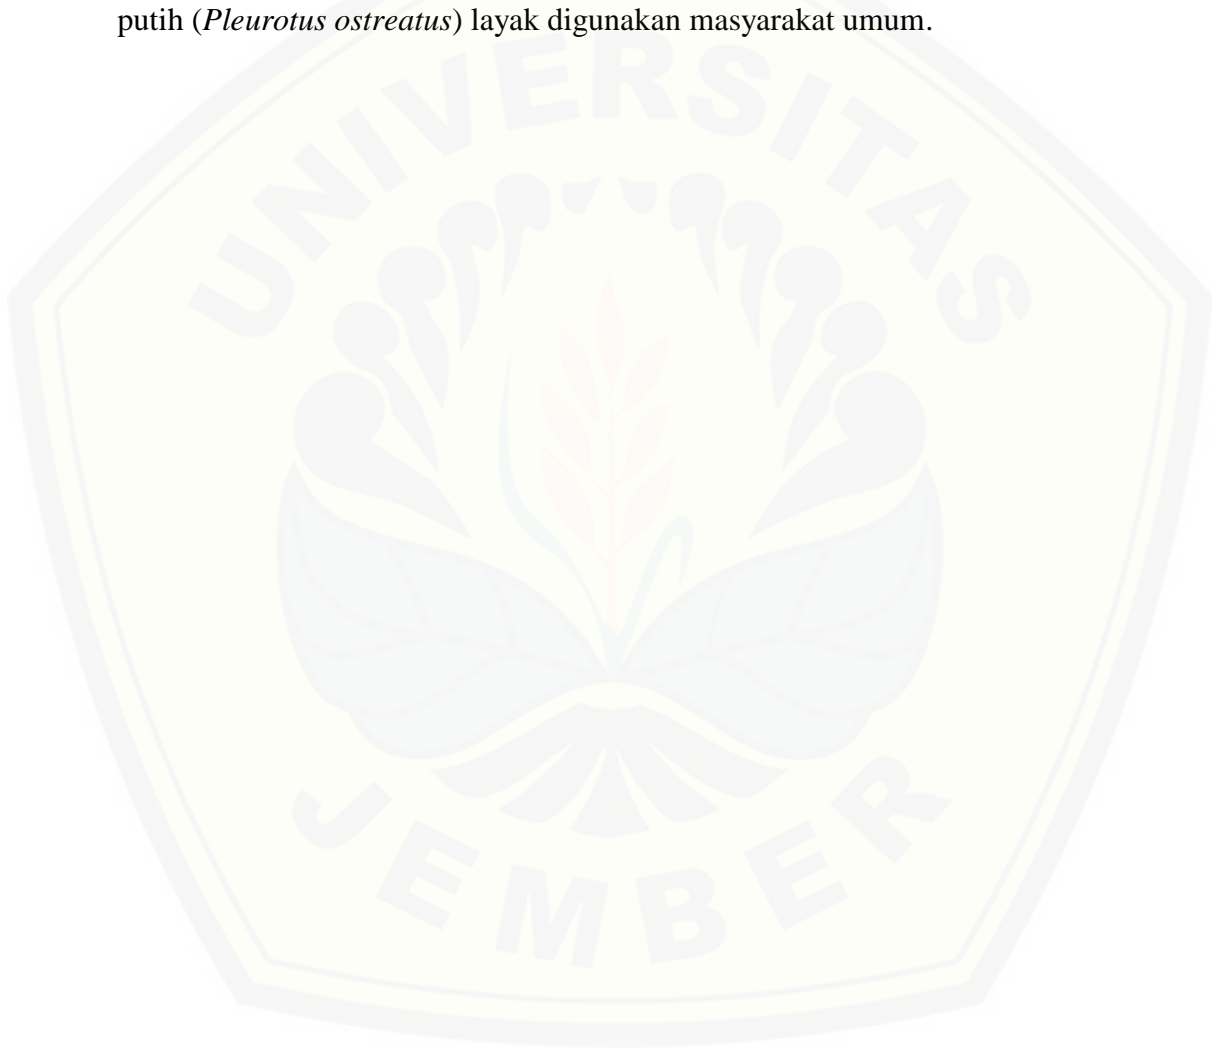 putih (Pleurotus ostreatus) layak digunakan masyarakat umum.
UNIVERSITAS
JEMBER